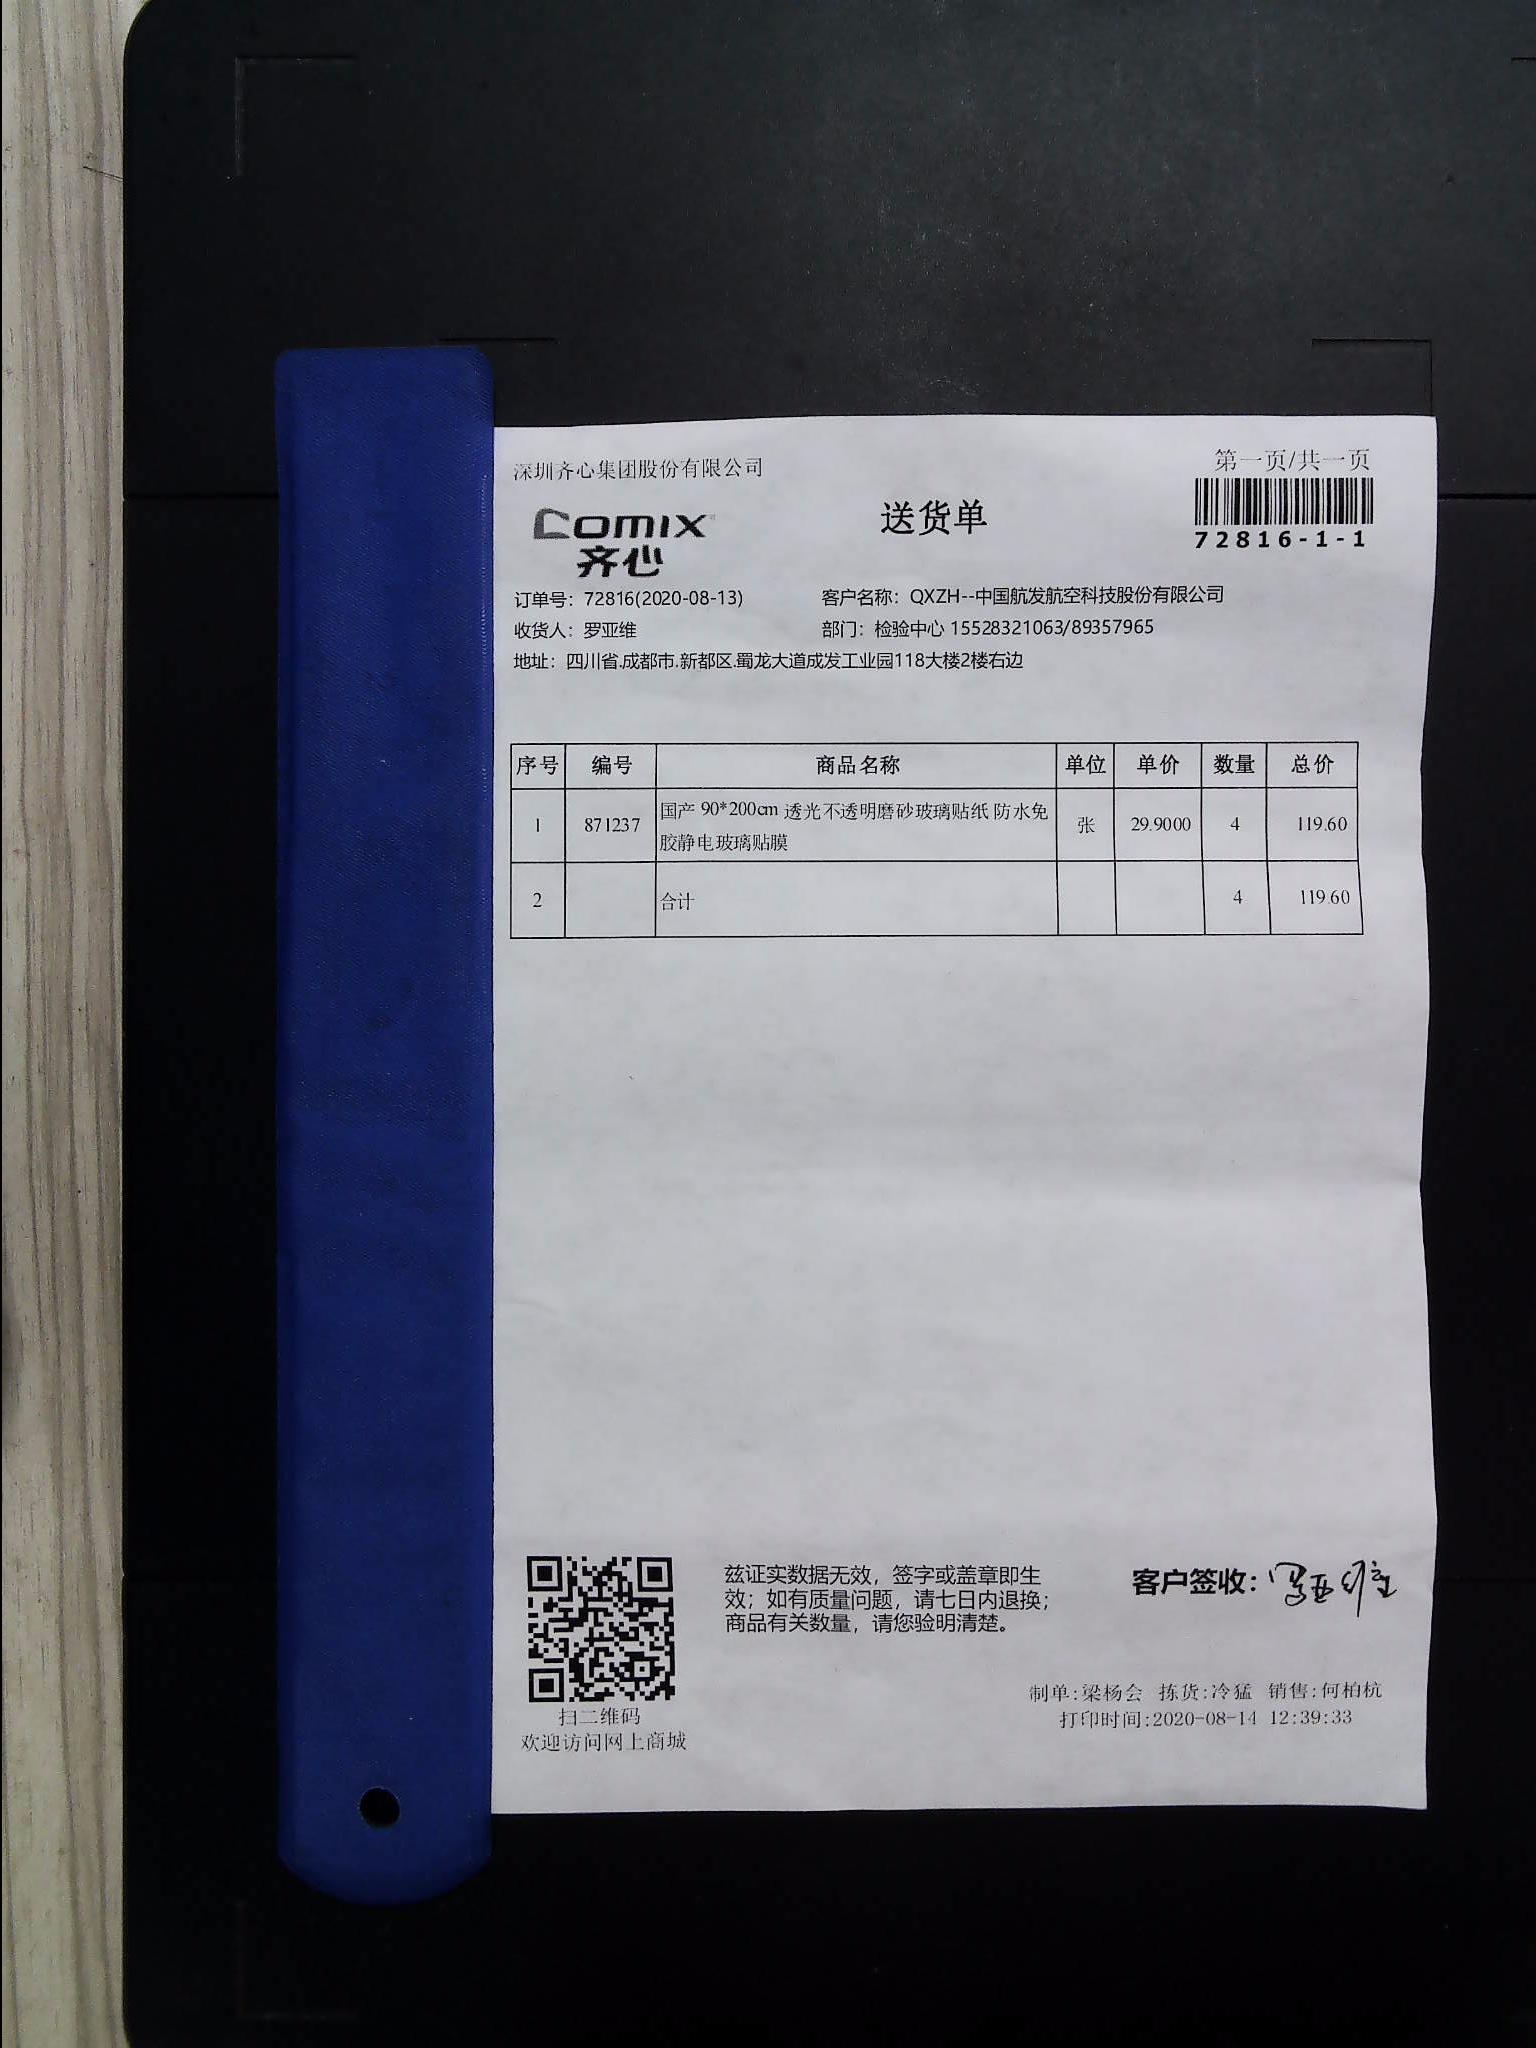 深圳齐心集团股份有限公司
第一页/共一页
comix
齐心
送货单
72816-1-1
订单号：72816(2020-08-13) 客户名称：QXZH--中国航发航空科技股份有限公司
收货人：罗亚维 部门：检验中心 15528321063/89357965
地址：四川省.成都市.新都区.蜀龙大道成发工业园118大楼2楼右边
序号 编号 商品名称 单位 单价 数量 总价
1 871237 国产 90*200cm 透光不透明磨砂玻璃贴纸 防水免 张 29.9000 4 119.60
胶静电玻璃贴膜
2 合计 4 119.60
兹证实数据无效，签字或盖章即生
效；如有质量问题，请七日内退换；
商品有关数量，请您验明清楚。
客户签收：罗亚维
扫二维码
欢迎访问网上商城
制单:梁杨会 拣货:冷猛 销售:何柏杭
打印时间:2020-08-14 12:39:33